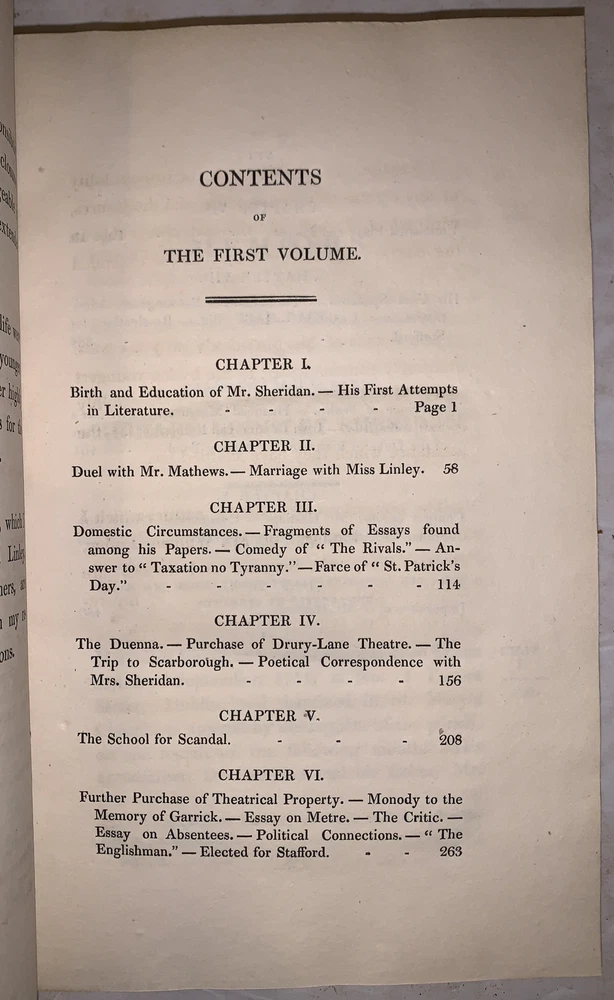 CONTENTS
OF
THE FIRST VOLUME.
CHAPTER I.
Birth and Education of Mr. Sheridan. — His First Attempts
in Literature. - - - - Page 1
CHAPTER II.
Duel with Mr. Mathews. — Marriage with Miss Linley. 58
CHAPTER III.
Domestic Circumstances. — Fragments of Essays found
among his Papers. — Comedy of “ The Rivals.” — An-
swer to “ Taxation no Tyranny.” — Farce of “ St. Patrick's
Day.” - - - - - - 114
CHAPTER IV.
The Duenna. — Purchase of Drury-Lane Theatre. — The
Trip to Scarborough. — Poetical Correspondence with
Mrs. Sheridan. - - - - 156
CHAPTER V.
The School for Scandal. - - - 208
CHAPTER VI.
Further Purchase of Theatrical Property. — Monody to the
Memory of Garrick. — Essay on Metre. — The Critic. —
Essay on Absentees. — Political Connections. — “ The
Englishman.” — Elected for Stafford. - - 263